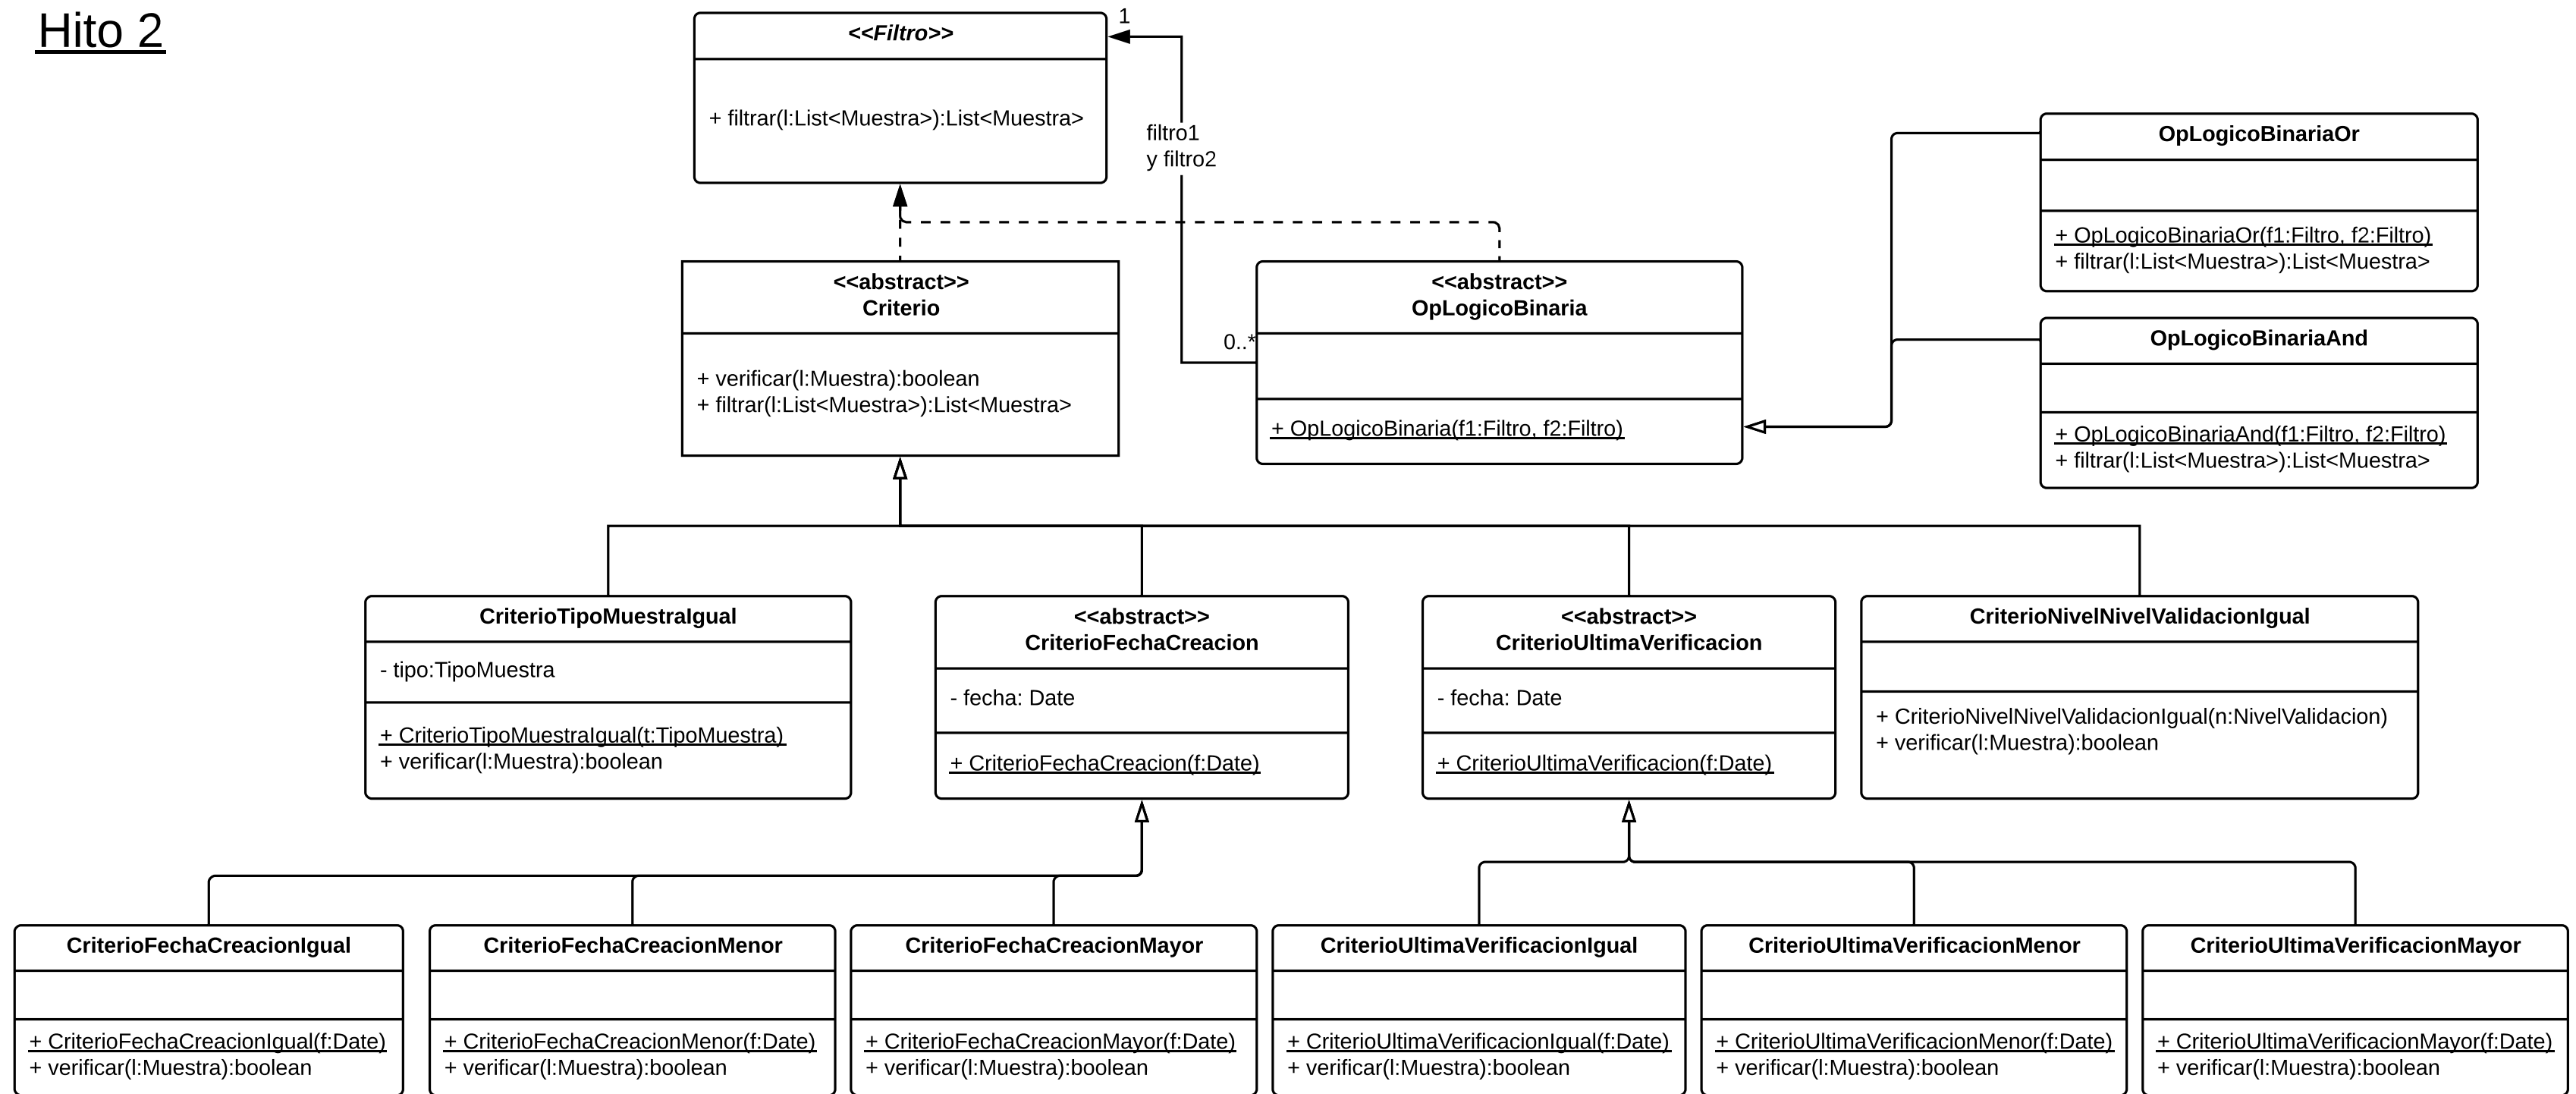 Hito 2
<<Filtro>>
+ filtrar(l:List<Muestra>):List<Muestra>
1
filtro1
y filtro2
0..*
OpLogicoBinariaOr
+ OpLogicoBinariaOr(f1:Filtro, f2:Filtro)
+ filtrar(l:List<Muestra>):List<Muestra>
<<abstract>>
Criterio
+ verificar(l:Muestra):boolean
+ filtrar(l:List<Muestra>):List<Muestra>
<<abstract>>
OpLogicoBinaria
+ OpLogicoBinaria(f1:Filtro, f2:Filtro)
OpLogicoBinariaAnd
+ OpLogicoBinariaAnd(f1:Filtro, f2:Filtro)
+ filtrar(l:List<Muestra>):List<Muestra>
CriterioTipoMuestraIgual
- tipo:TipoMuestra
+ CriterioTipoMuestraIgual(t:TipoMuestra)
+ verificar(l:Muestra):boolean
<<abstract>>
CriterioFechaCreacion
- fecha: Date
+ CriterioFechaCreacion(f:Date)
<<abstract>>
CriterioUltimaVerificacion
- fecha: Date
+ CriterioUltimaVerificacion(f:Date)
CriterioNivelNivelValidacionIgual
+ CriterioNivelNivelValidacionIgual(n:NivelValidacion)
+ verificar(l:Muestra):boolean
CriterioFechaCreacionIgual
+ CriterioFechaCreacionIgual(f:Date)
+ verificar(l:Muestra):boolean
CriterioFechaCreacionMenor
+ CriterioFechaCreacionMenor(f:Date)
+ verificar(l:Muestra):boolean
CriterioFechaCreacionMayor
+ CriterioFechaCreacionMayor(f:Date)
+ verificar(l:Muestra):boolean
CriterioUltimaVerificacionIgual
+ CriterioUltimaVerificacionIgual(f:Date)
+ verificar(l:Muestra):boolean
CriterioUltimaVerificacionMenor
+ CriterioUltimaVerificacionMenor(f:Date)
+ verificar(l:Muestra):boolean
CriterioUltimaVerificacionMayor
+ CriterioUltimaVerificacionMayor(f:Date)
+ verificar(l:Muestra):boolean